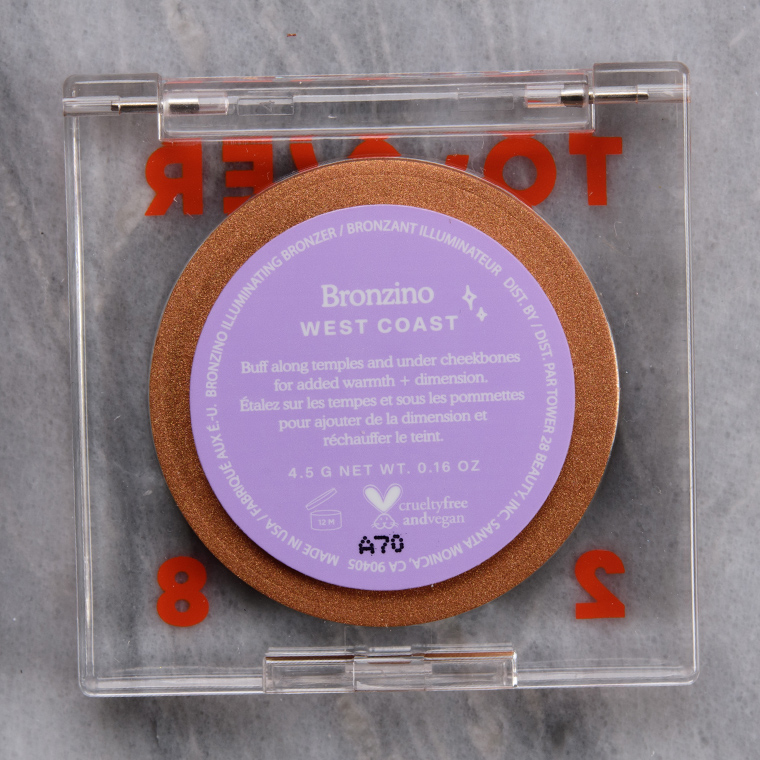 TOWER
Bronzino
WEST COAST
Buff along temples and under cheekbones
for added warmth + dimension.
Étalez sur les tempes et sous les pommettes
pour ajouter de la dimension et
réchauffer le teint.
4.5 G NET WT. 0.16 OZ
12 M
crueltyfree
andvegan
A70
BRONZINO ILLUMINATING BRONZER / BRONZANT ILLUMINATEUR
DIST. BY / DIST. PAR TOWER 28 BEAUTY, INC. SANTA MONICA, CA 90405
MADE IN USA / FABRIQUE AUX É.-U.
28